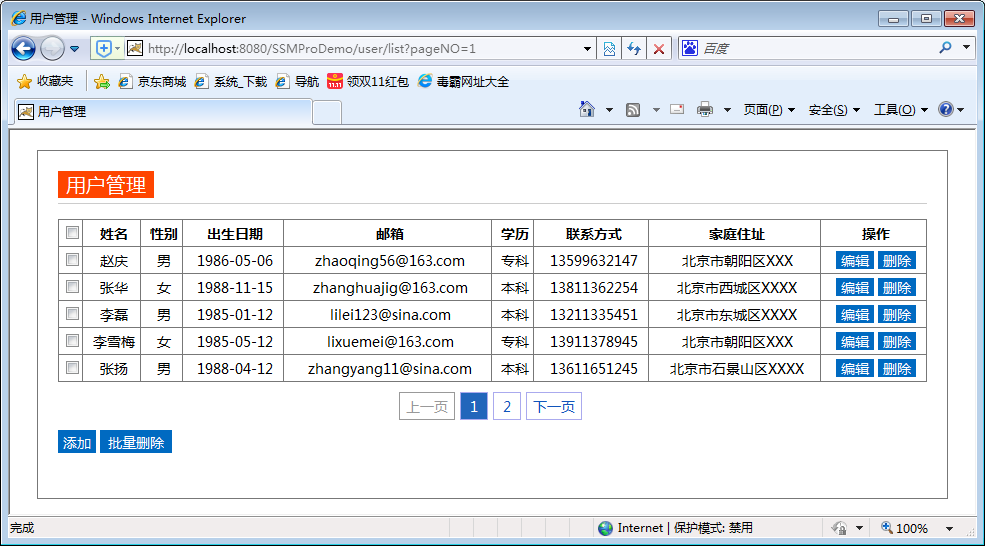 用户管理 - Windows Internet Explorer
http://localhost:8080/SSMProDemo/user/list?pageNO=1 百度
收藏夹 京东商城 系统_下载 导航 11.11 领双11红包 毒霸网址大全
用户管理 页面(P) 安全(S) 工具(O)
用户管理
姓名 性别 出生日期 邮箱 学历 联系方式 家庭住址 操作
赵庆 男 1986-05-06 zhaoqing56@163.com 专科 13599632147 北京市朝阳区XXX 编辑 删除
张华 女 1988-11-15 zhanghuajig@163.com 本科 13811362254 北京市西城区XXXX 编辑 删除
李磊 男 1985-01-12 lilei123@sina.com 本科 13211335451 北京市东城区XXXX 编辑 删除
李雪梅 女 1985-05-12 lixuemei@163.com 专科 13911378945 北京市朝阳区XXX 编辑 删除
张扬 男 1988-04-12 zhangyang11@sina.com 本科 13611651245 北京市石景山区XXXX 编辑 删除
上一页 1 2 下一页
添加 批量删除
完成 Internet | 保护模式: 禁用 100%